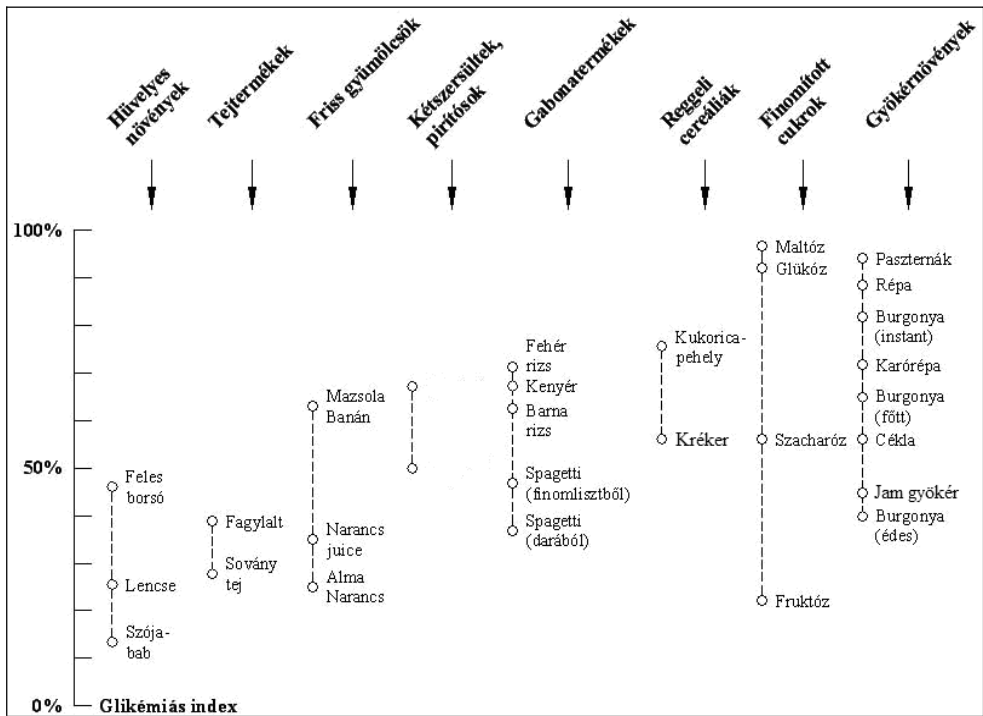 Hüvelyes
növények
Tejtermékek
Friss gyümölcsök
Kétszersültek,
pirítósok
Gabonatermékek
Reggeli
cereáliák
Finomított
cukrok
Gyökérnövények
100%
50%
0%
Glikémiás index
Feles
borsó
Lencse
Szója-
bab
Fagylalt
Sovány
tej
Mazsola
Banán
Narancs
juice
Alma
Narancs
Fehér
rizs
Kenyér
Barna
rizs
Spagetti
(finomlisztből)
Spagetti
(darából)
Kukorica-
pehely
Kréker
Maltóz
Glükóz
Szacharóz
Fruktóz
Paszternák
Répa
Burgonya
(instant)
Karórépa
Burgonya
(főtt)
Cékla
Jam gyökér
Burgonya
(édes)